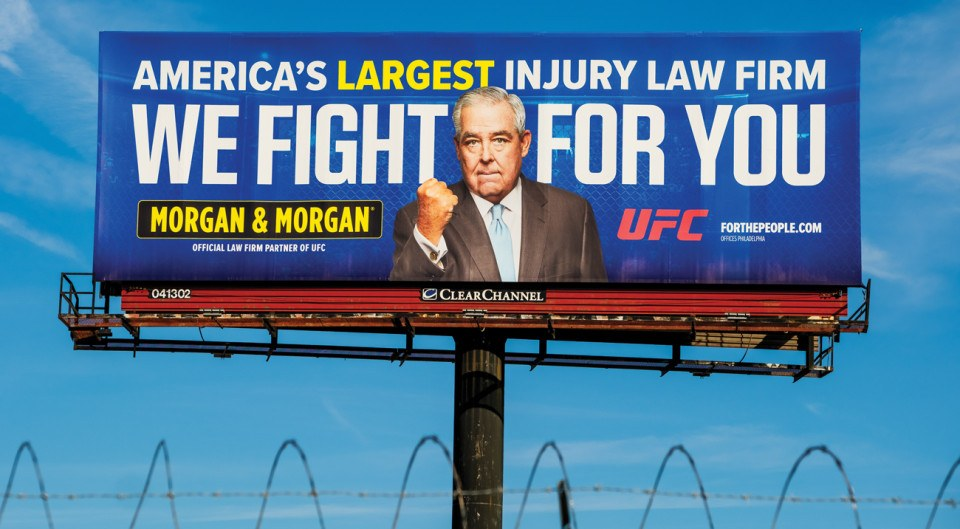 AMERICA'S LARGEST INJURY LAW FIRM
WE FIGHT FOR YOU
MORGAN & MORGAN®
OFFICIAL LAW FIRM PARTNER OF UFC
UFC
FORTHEPEOPLE.COM
OFFICES PHILADELPHIA
041302
CLEARCHANNEL